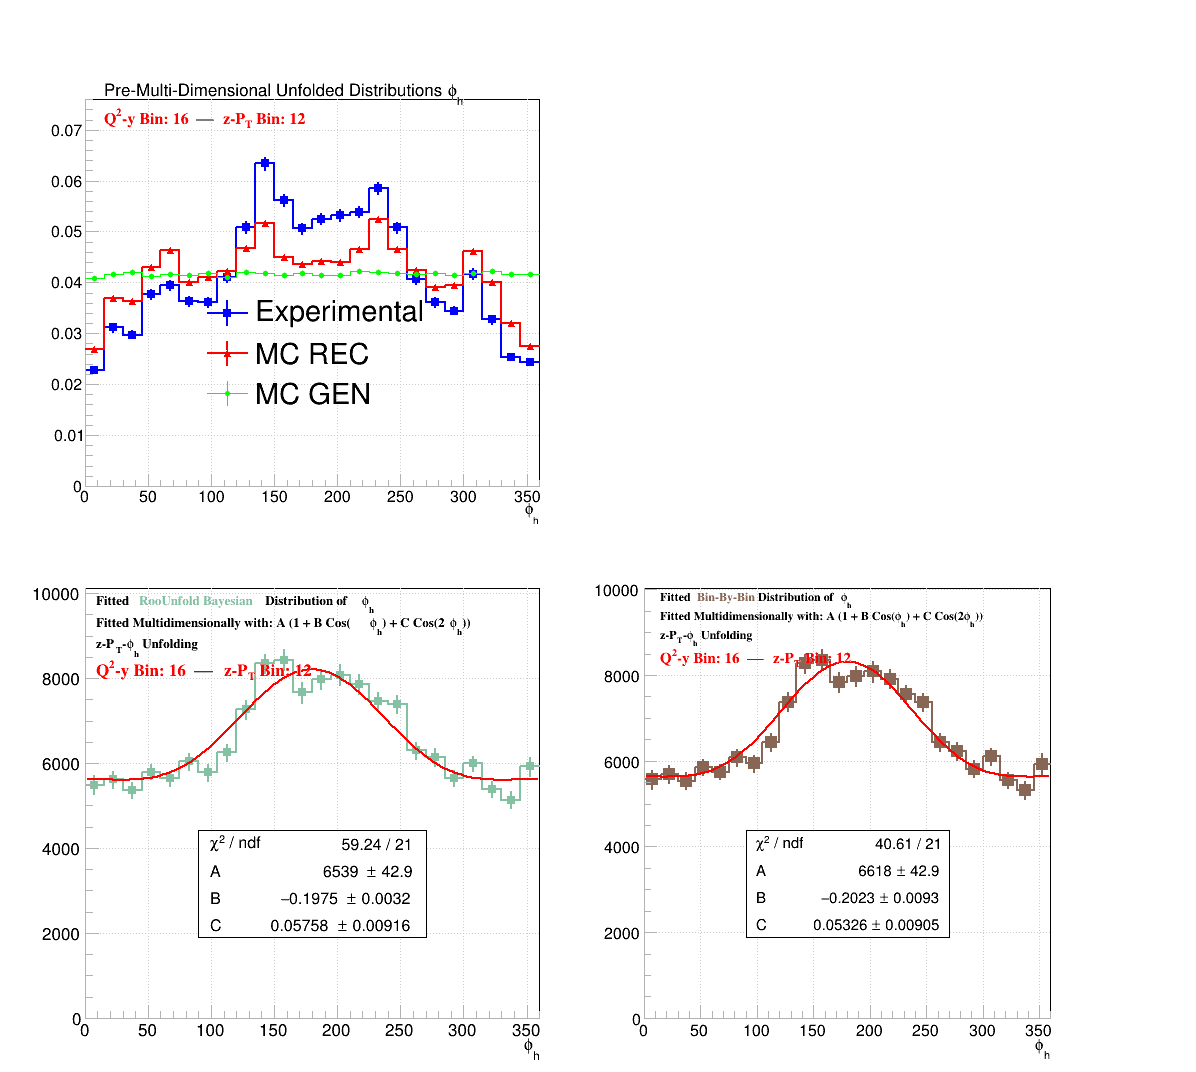 Pre-Multi-Dimensional Unfolded Distributions ϕh
Q2-y Bin: 16 — z-PT Bin: 12
0.07
0.06
0.05
0.04
0.03
0.02
0.01
0
Experimental
MC REC
MC GEN
0 50 100 150 200 250 300 350
ϕh
10000
8000
6000
4000
2000
0
Fitted RooUnfold Bayesian Distribution of ϕh
Fitted Multidimensionally with: A (1 + B Cos( ϕh) + C Cos(2 ϕh))
z-PT-ϕh Unfolding
Q2-y Bin: 16 — z-PT Bin: 12
χ2 / ndf 59.24 / 21
A 6539 ± 42.9
B −0.1975 ± 0.0032
C 0.05758 ± 0.00916
0 50 100 150 200 250 300 350
ϕh
10000
8000
6000
4000
2000
0
Fitted Bin-By-Bin Distribution of ϕh
Fitted Multidimensionally with: A (1 + B Cos(ϕh) + C Cos(2ϕh))
z-PT-ϕh Unfolding
Q2-y Bin: 16 — z-PT Bin: 12
χ2 / ndf 40.61 / 21
A 6618 ± 42.9
B −0.2023 ± 0.0093
C 0.05326 ± 0.00905
0 50 100 150 200 250 300 350
ϕh